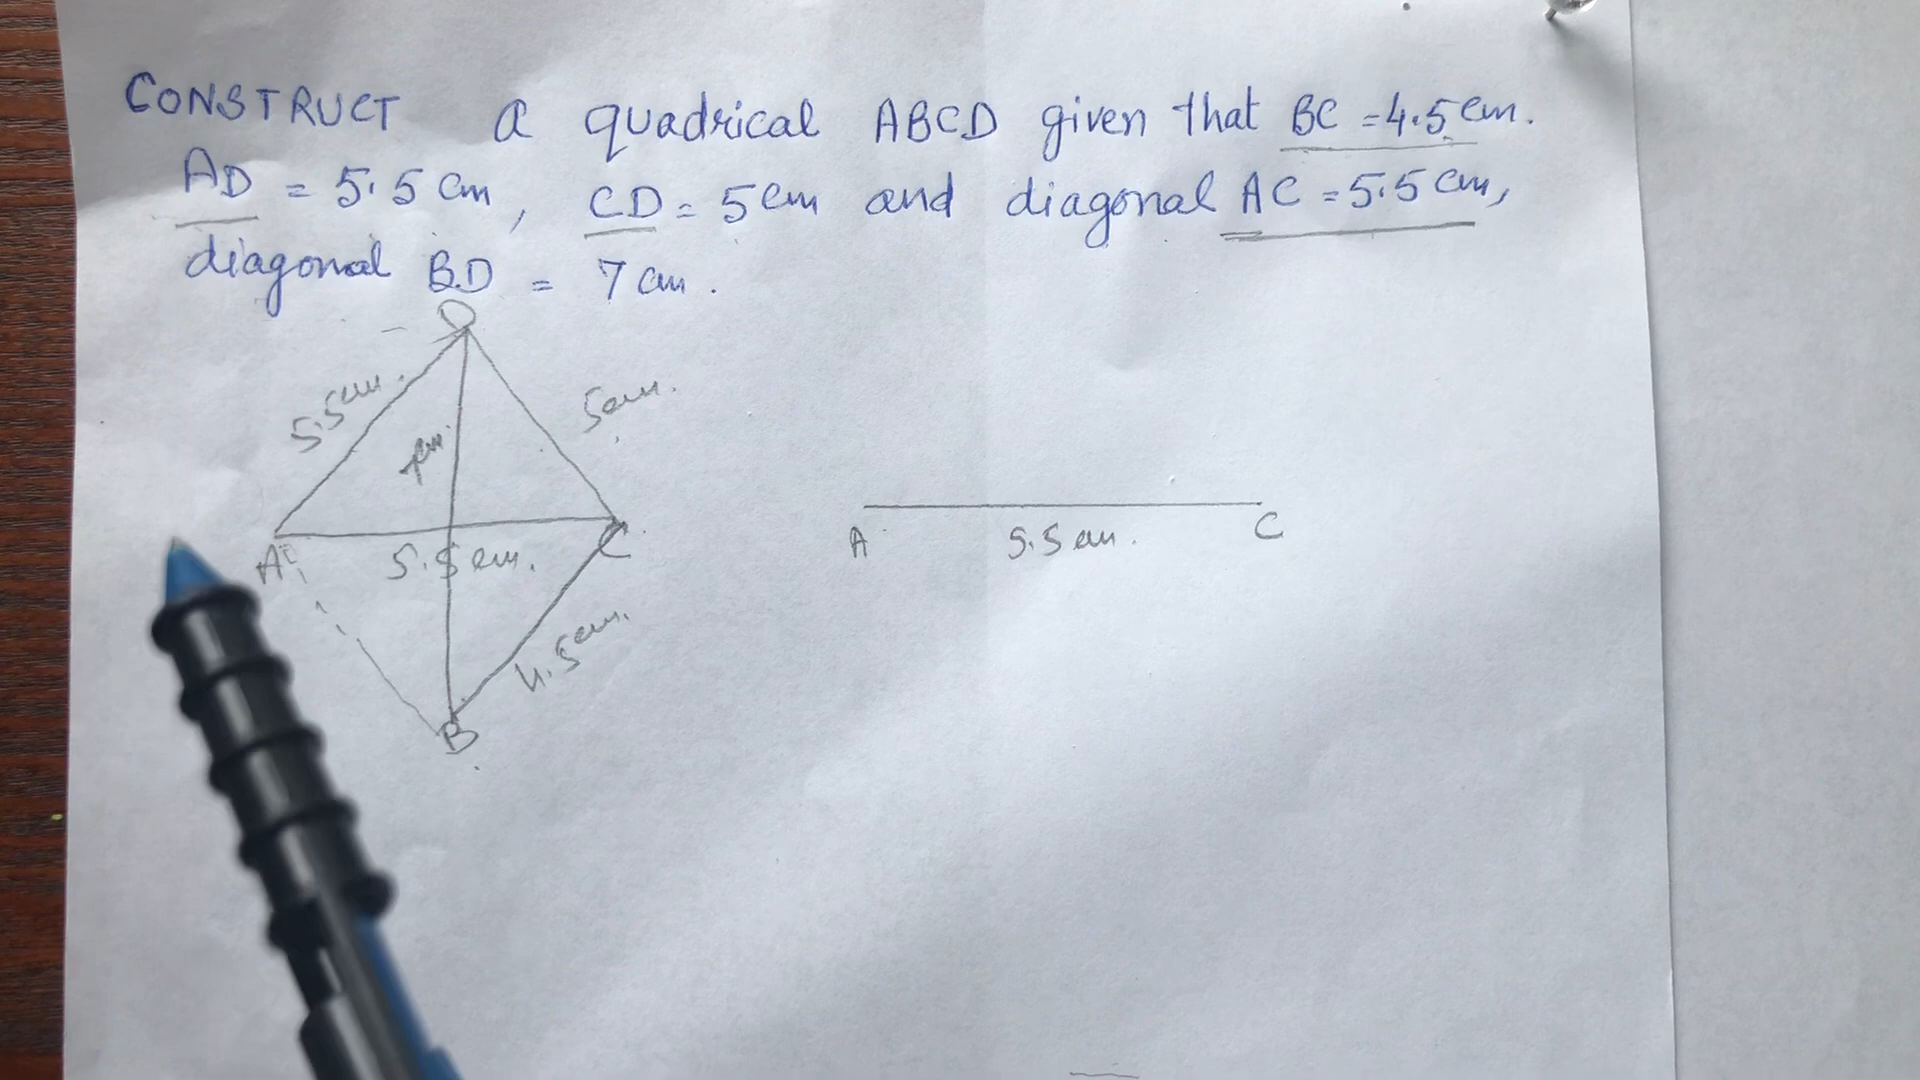 CONSTRUCT a quadrical ABCD given that BC = 4.5 cm.
AD = 5.5 cm, CD = 5 cm and diagonal AC = 5.5 cm,
diagonal BD = 7 cm.
D
5.5 cm.
5 cm.
7 cm.
A
5.5 cm.
C
4.5 cm.
B
A
5.5 cm.
C